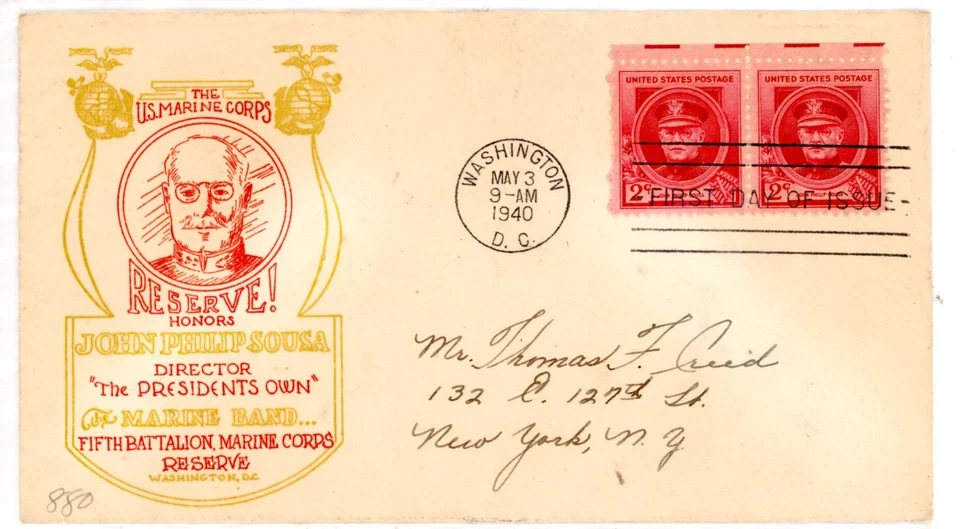 THE
U.S. MARINE CORPS
RESERVE!
HONORS
JOHN PHILIP SOUSA
DIRECTOR
"The PRESIDENTS OWN"
The MARINE BAND...
FIFTH BATTALION, MARINE CORPS
RESERVE
WASHINGTON, D.C.
880
WASHINGTON
MAY 3
9-AM
1940
D. C.
UNITED STATES POSTAGE
2¢
UNITED STATES POSTAGE
2¢
FIRST DAY OF ISSUE
Mr. Thomas F. Creed
132 E. 127th St.
New York, N. Y.